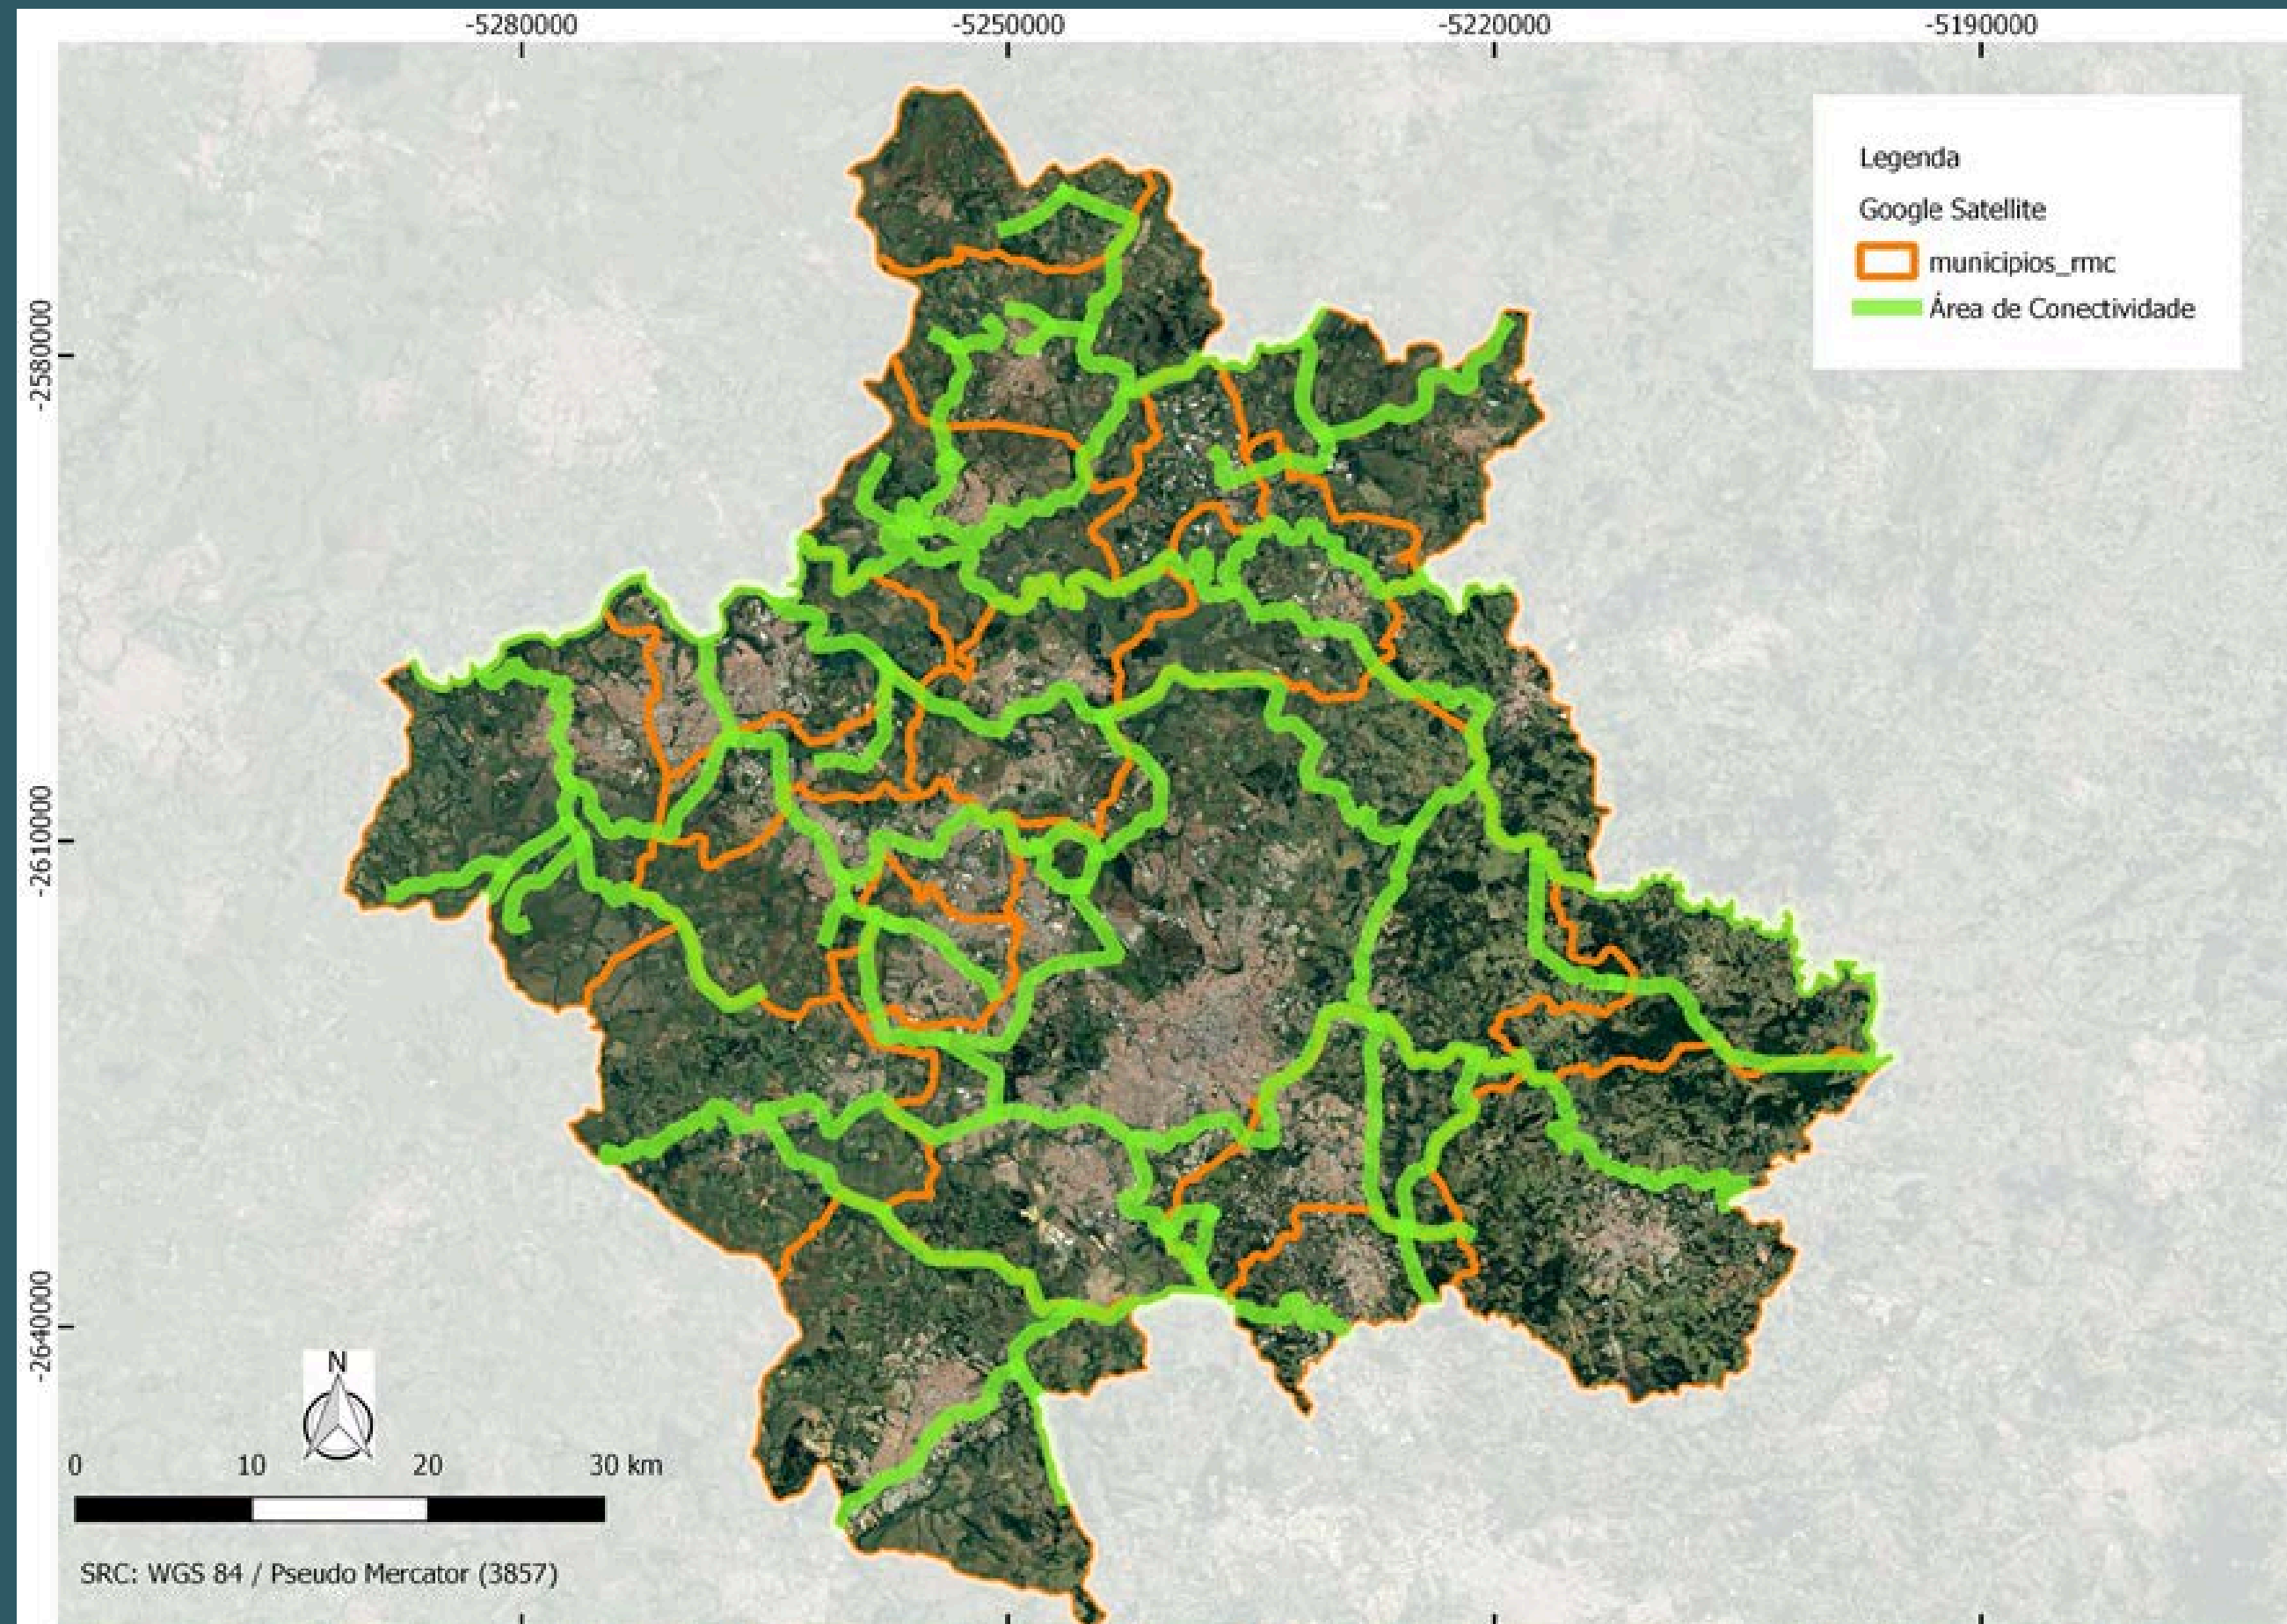 -5280000 -5250000 -5220000 -5190000
Legenda
Google Satellite
municipios_rmc
Área de Conectividade
-2580000
-2610000
-2640000
N
0 10 20 30 km
SRC: WGS 84 / Pseudo Mercator (3857)